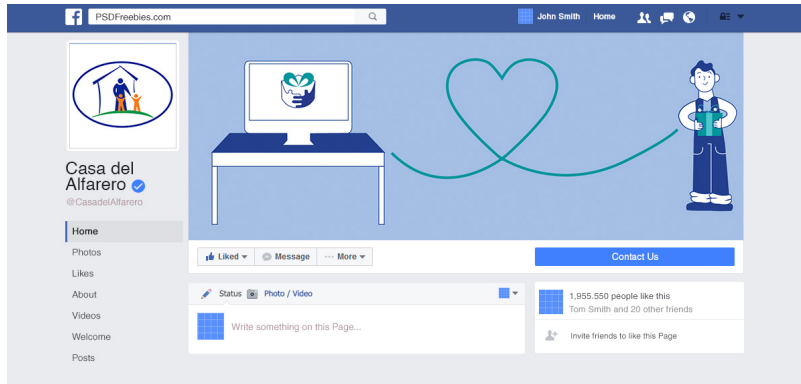 PSDFreebies.com
John Smith Home
Casa del
Alfarero
@CasadelAlfarero
Home
Photos
Likes
About
Videos
Welcome
Posts
Liked
Message
··· More
Contact Us
Status
Photo / Video
Write something on this Page...
1,955.550 people like this
Tom Smith and 20 other friends
Invite friends to like this Page